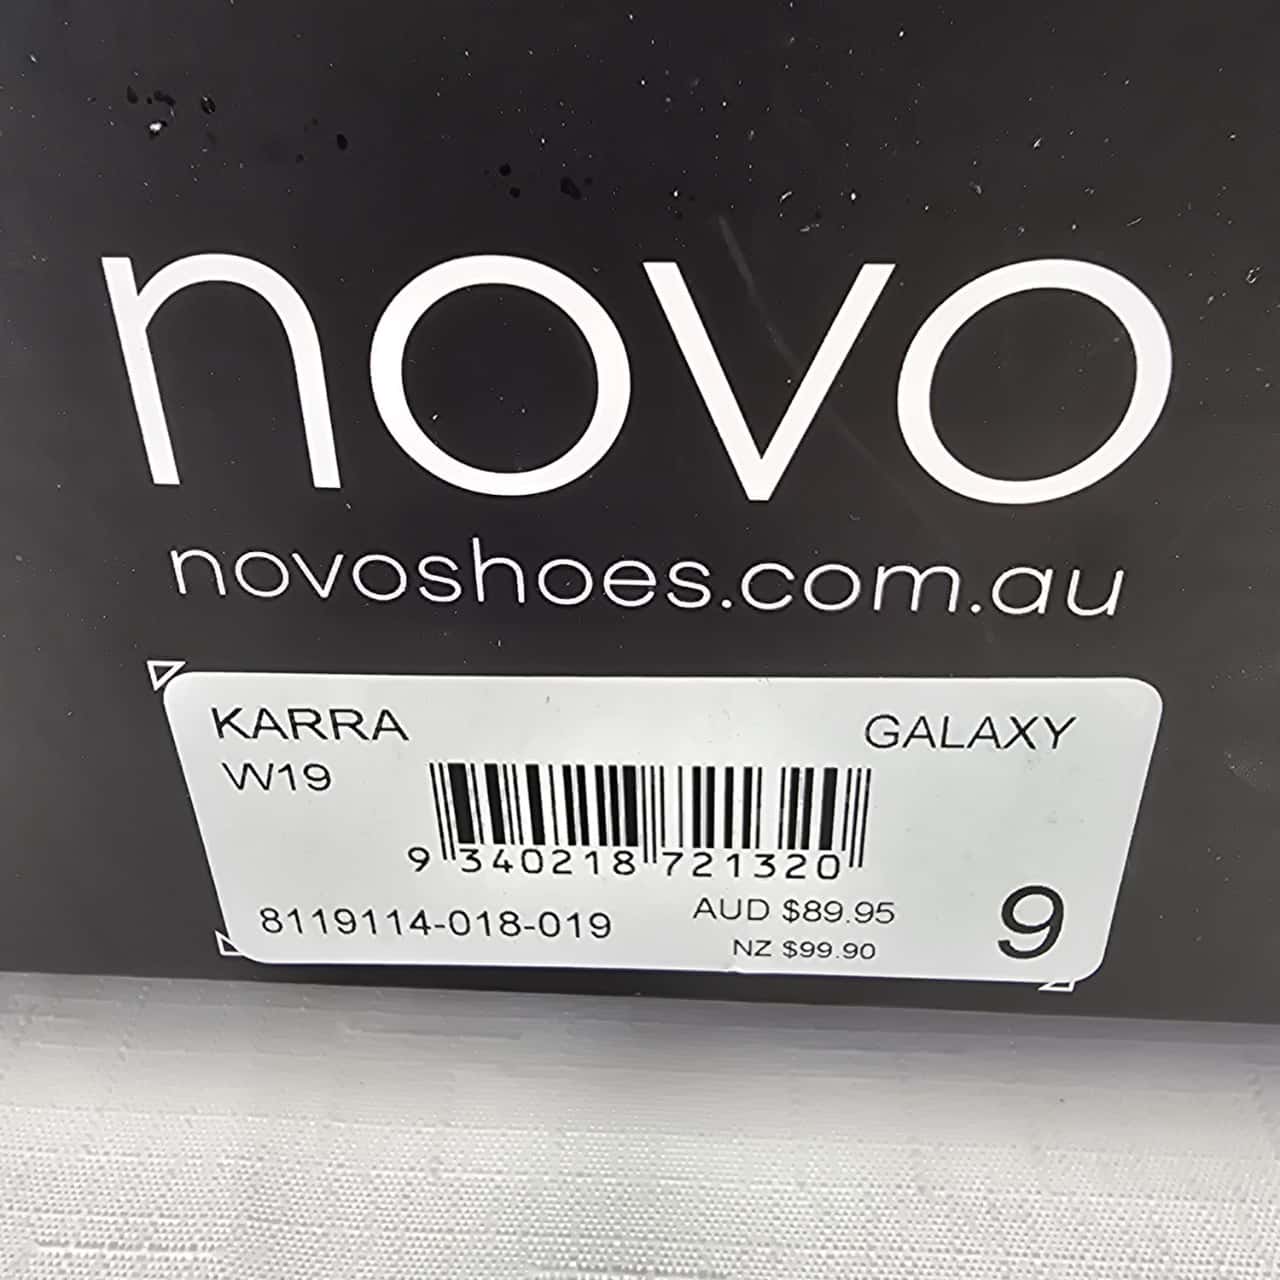 novo
novoshoes.com.au
KARRA
GALAXY
W19
9 340218 721320
8119114-018-019
AUD $89.95
NZ $99.90
9